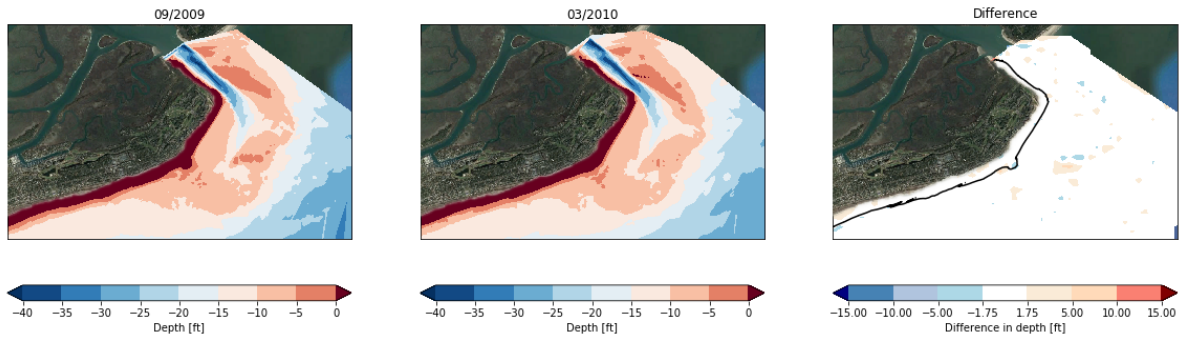 09/2009
03/2010
Difference
−40 −35 −30 −25 −20 −15 −10 −5 0
Depth [ft]
−40 −35 −30 −25 −20 −15 −10 −5 0
Depth [ft]
−15.00 −10.00 −5.00 −1.75 1.75 5.00 10.00 15.00
Difference in depth [ft]